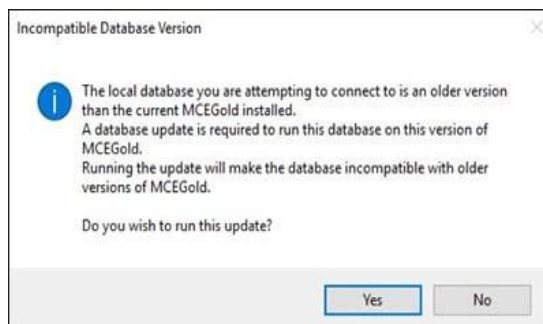 Incompatible Database Version
The local database you are attempting to connect to is an older version
than the current MCEGold installed.
A database update is required to run this database on this version of
MCEGold.
Running the update will make the database incompatible with older
versions of MCEGold.
Do you wish to run this update?
Yes
No